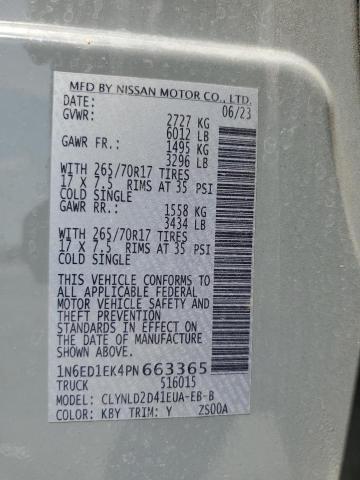 MFD BY NISSAN MOTOR CO., LTD.
DATE: 06/23
GVWR: 2727 KG
6012 LB
GAWR FR.: 1495 KG
3296 LB
WITH 265/70R17 TIRES
17 X 7.5 RIMS AT 35 PSI
COLD SINGLE
GAWR RR.: 1558 KG
3434 LB
WITH 265/70R17 TIRES
17 X 7.5 RIMS AT 35 PSI
COLD SINGLE
THIS VEHICLE CONFORMS TO
ALL APPLICABLE FEDERAL
MOTOR VEHICLE SAFETY AND
THEFT PREVENTION
STANDARDS IN EFFECT ON
THE DATE OF MANUFACTURE
SHOWN ABOVE.
1N6ED1EK4PN663365
TRUCK 516015
MODEL: CLYNLD2D41EUA-EB-B
COLOR: KBY TRIM: Y ZS00A